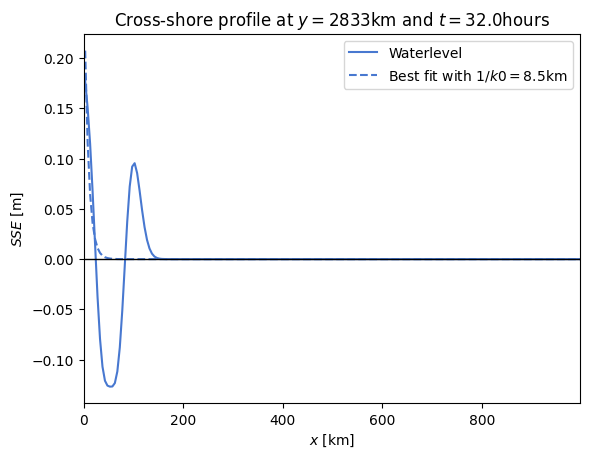 Cross-shore profile at y = 2833km and t = 32.0hours
Waterlevel
Best fit with 1/k0 = 8.5km
SSE [m]
0.20
0.15
0.10
0.05
0.00
−0.05
−0.10
0 200 400 600 800
x [km]